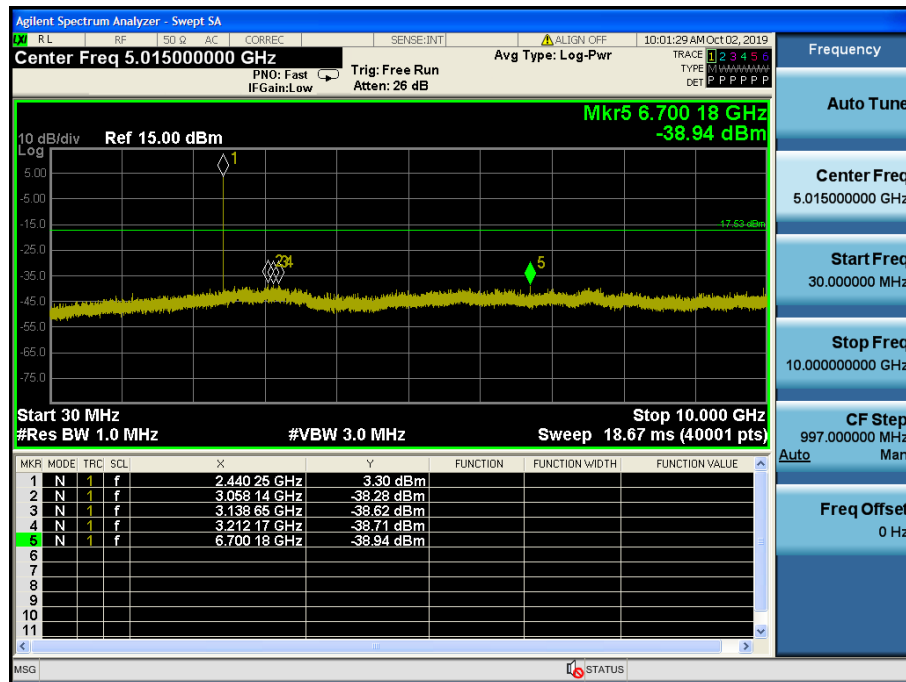 Agilent Spectrum Analyzer - Swept SA
LXI RL RF 50 Ω AC CORREC SENSE:INT ALIGN OFF 10:01:29 AM Oct 02, 2019
Center Freq 5.015000000 GHz Avg Type: Log-Pwr TRACE 1 2 3 4 5 6
PNO: Fast Trig: Free Run TYPE M W W W W W
IFGain:Low Atten: 26 dB DET P P P P P P
Mkr5 6.700 18 GHz
-38.94 dBm
10 dB/div Ref 15.00 dBm
Log
5.00
-5.00
-15.0
-25.0
-35.0
-45.0
-55.0
-65.0
-75.0
1
2 3 4
5
-17.53 dBm
Start 30 MHz Stop 10.000 GHz
#Res BW 1.0 MHz #VBW 3.0 MHz Sweep 18.67 ms (40001 pts)
MKR MODE TRC SCL X Y FUNCTION FUNCTION WIDTH FUNCTION VALUE
1 N 1 f 2.440 25 GHz 3.30 dBm
2 N 1 f 3.058 14 GHz -38.28 dBm
3 N 1 f 3.138 65 GHz -38.62 dBm
4 N 1 f 3.212 17 GHz -38.71 dBm
5 N 1 f 6.700 18 GHz -38.94 dBm
6
7
8
9
10
11
MSG STATUS
Frequency
Auto Tune
Center Freq
5.015000000 GHz
Start Freq
30.000000 MHz
Stop Freq
10.000000000 GHz
CF Step
997.000000 MHz
Auto Man
Freq Offset
0 Hz